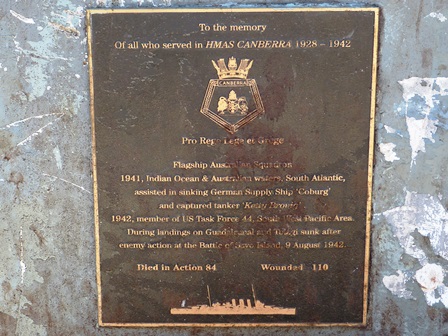 To the memory
Of all who served in HMAS CANBERRA 1928 - 1942
CANBERRA
Pro Rege Lege et Grege
Flagship Australian Squadron
1941, Indian Ocean & Australian waters, South Atlantic,
assisted in sinking German Supply Ship 'Coburg'
and captured tanker 'Ketty Brovig'.
1942, member of US Task Force 44, South West Pacific Area.
During landings on Guadalcanal and Tulagi sunk after
enemy action at the Battle of Savo Island, 9 August 1942.
Died in Action 84 Wounded 110